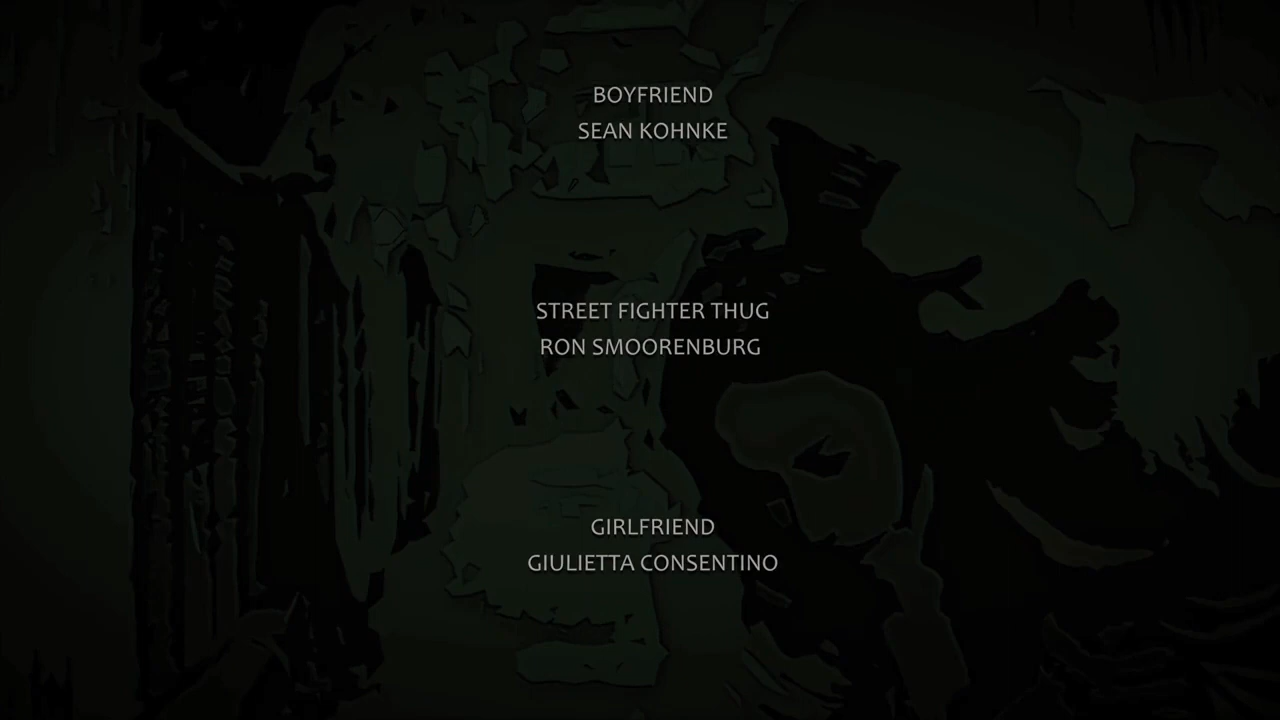 BOYFRIEND
SEAN KOHNKE
STREET FIGHTER THUG
RON SMOORENBURG
GIRLFRIEND
GIULIETTA CONSENTINO